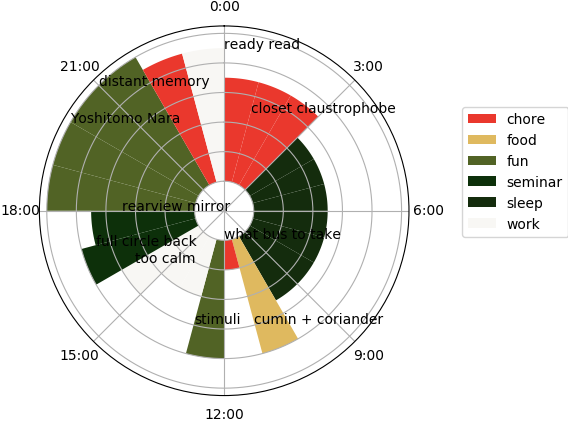 0:00
ready read
21:00
3:00
distant memory
closet claustrophobe
Yoshitomo Nara
chore
food
fun
seminar
sleep
work
rearview mirror
18:00
6:00
what bus to take
full circle back
too calm
stimuli
cumin + coriander
15:00
9:00
12:00